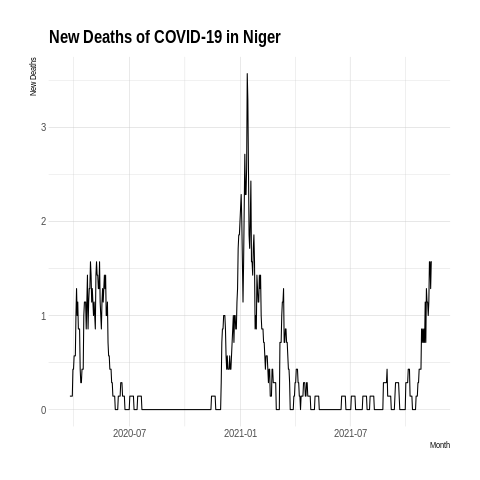 New Deaths of COVID-19 in Niger
New Deaths
3
2
1
0
2020-07
2021-01
2021-07
Month